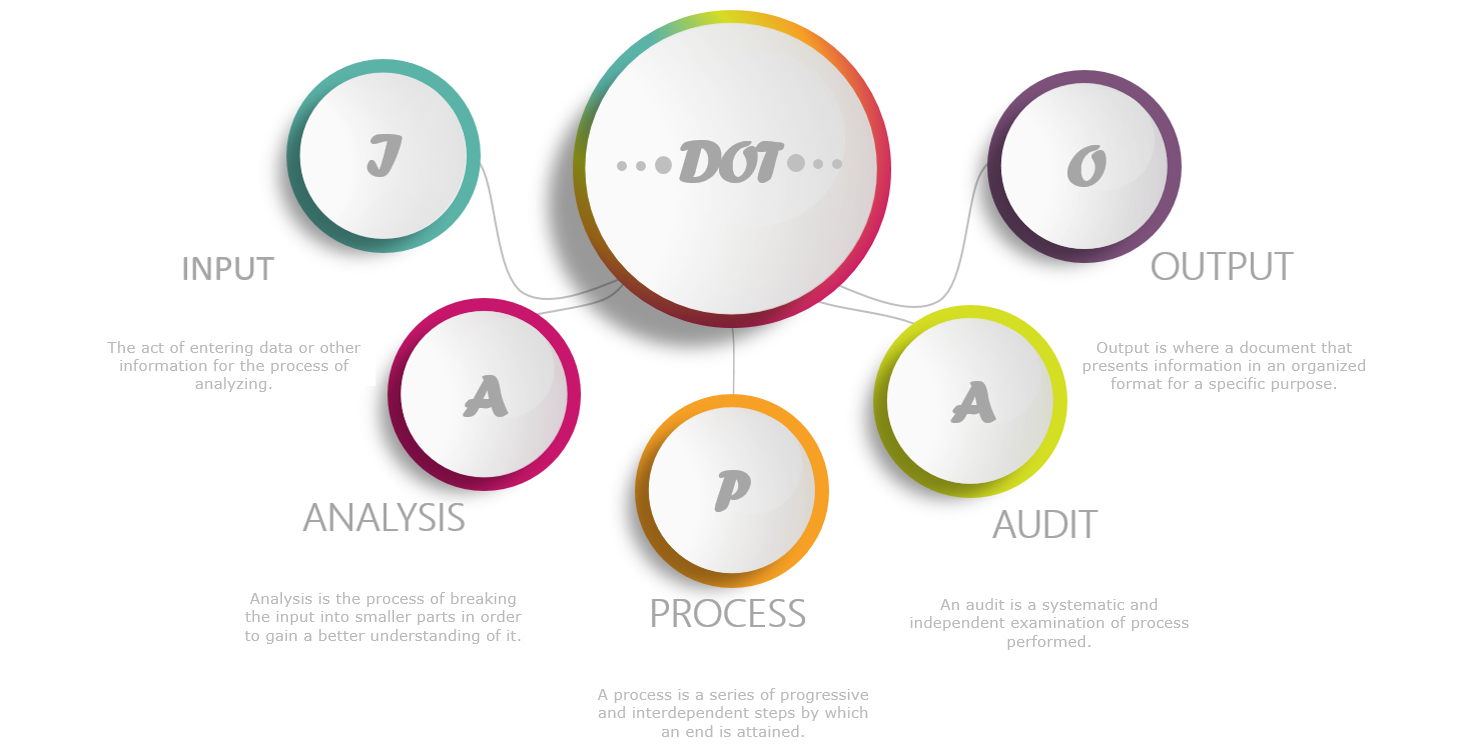 DOT
I
INPUT
The act of entering data or other
information for the process of
analyzing.
A
ANALYSIS
Analysis is the process of breaking
the input into smaller parts in order
to gain a better understanding of it.
P
PROCESS
A process is a series of progressive
and interdependent steps by which
an end is attained.
A
AUDIT
An audit is a systematic and
independent examination of process
performed.
O
OUTPUT
Output is where a document that
presents information in an organized
format for a specific purpose.